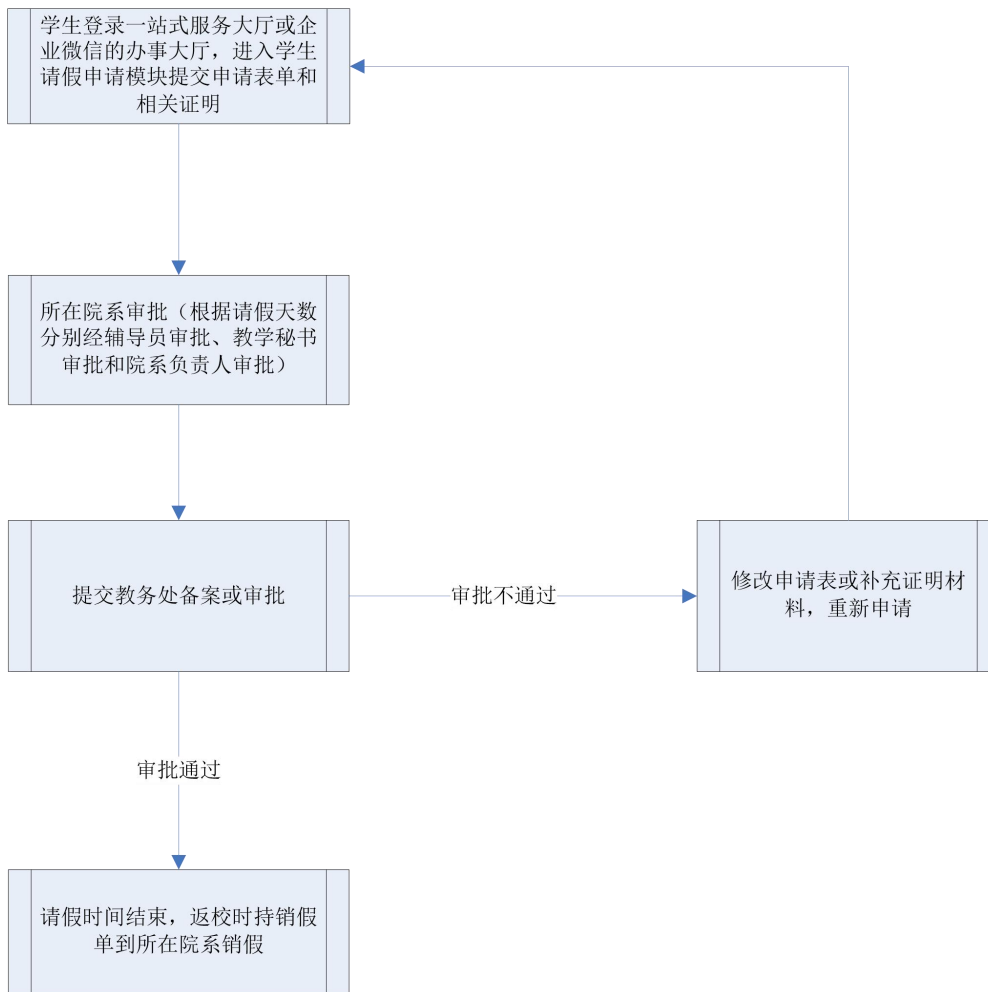 学生登录一站式服务大厅或企
业微信的办事大厅，进入学生
请假申请模块提交申请表单和
相关证明
所在院系审批（根据请假天数
分别经辅导员审批、教学秘书
审批和院系负责人审批）
提交教务处备案或审批
审批不通过
修改申请表或补充证明材
料，重新申请
审批通过
请假时间结束，返校时持销假
单到所在院系销假